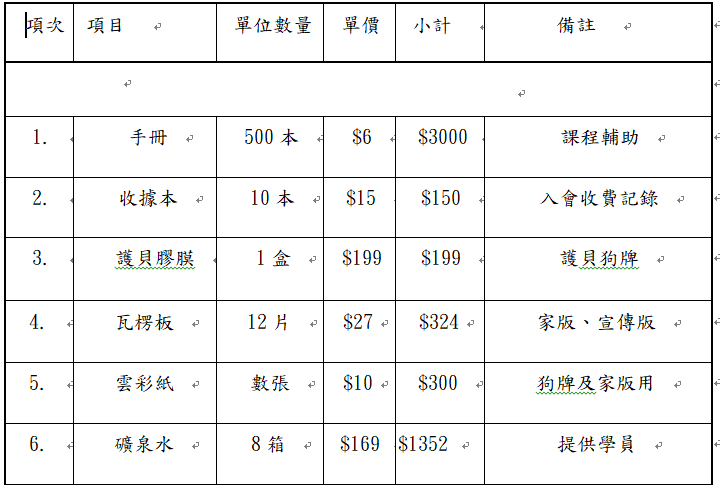 項次 項目 單位數量 單價 小計 備註
1. 手冊 500 本 $6 $3000 課程輔助
2. 收據本 10 本 $15 $150 入會收費記錄
3. 護貝膠膜 1 盒 $199 $199 護貝狗牌
4. 瓦楞板 12 片 $27 $324 家版、宣傳版
5. 雲彩紙 數張 $10 $300 狗牌及家版用
6. 礦泉水 8 箱 $169 $1352 提供學員